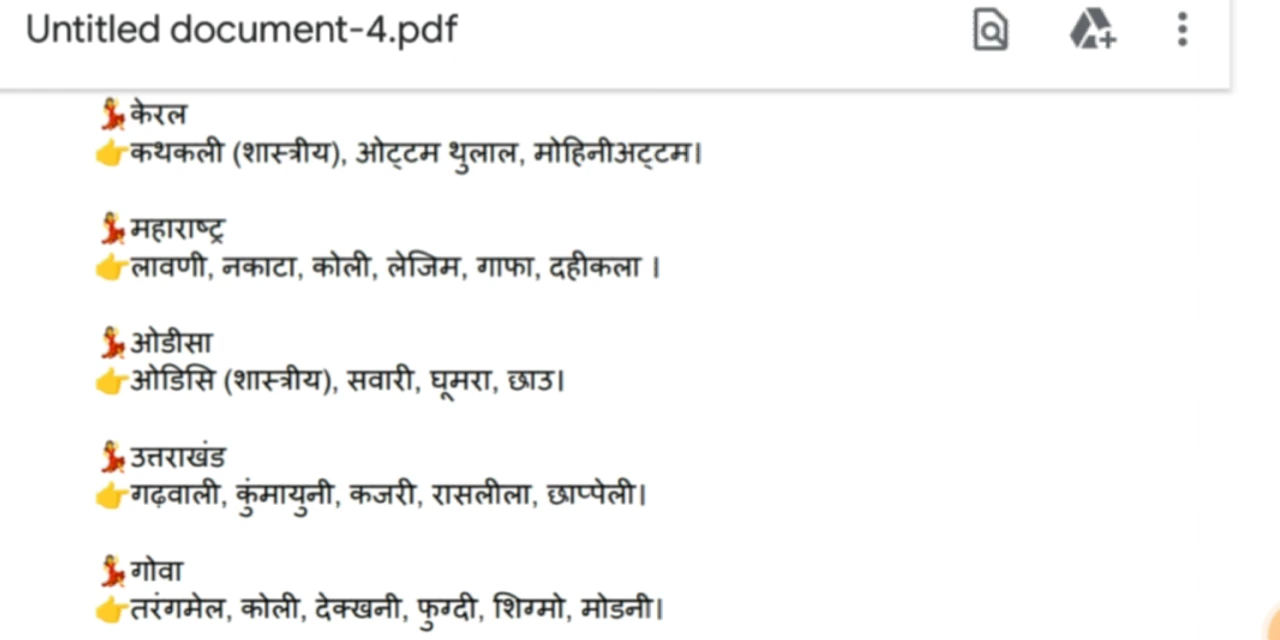 Untitled document-4.pdf
💃केरल
👉कथकली (शास्त्रीय), ओट्टम थुलाल, मोहिनीअट्टम।
💃महाराष्ट्र
👉लावणी, नकाटा, कोली, लेजिम, गाफा, दहीकला ।
💃ओडीसा
👉ओडिसि (शास्त्रीय), सवारी, घूमरा, छाउ।
💃उत्तराखंड
👉गढ़वाली, कुंमायुनी, कजरी, रासलीला, छाप्पेली।
💃गोवा
👉तरंगमेल, कोली, देक्खनी, फुग्दी, शिग्मो, मोडनी।